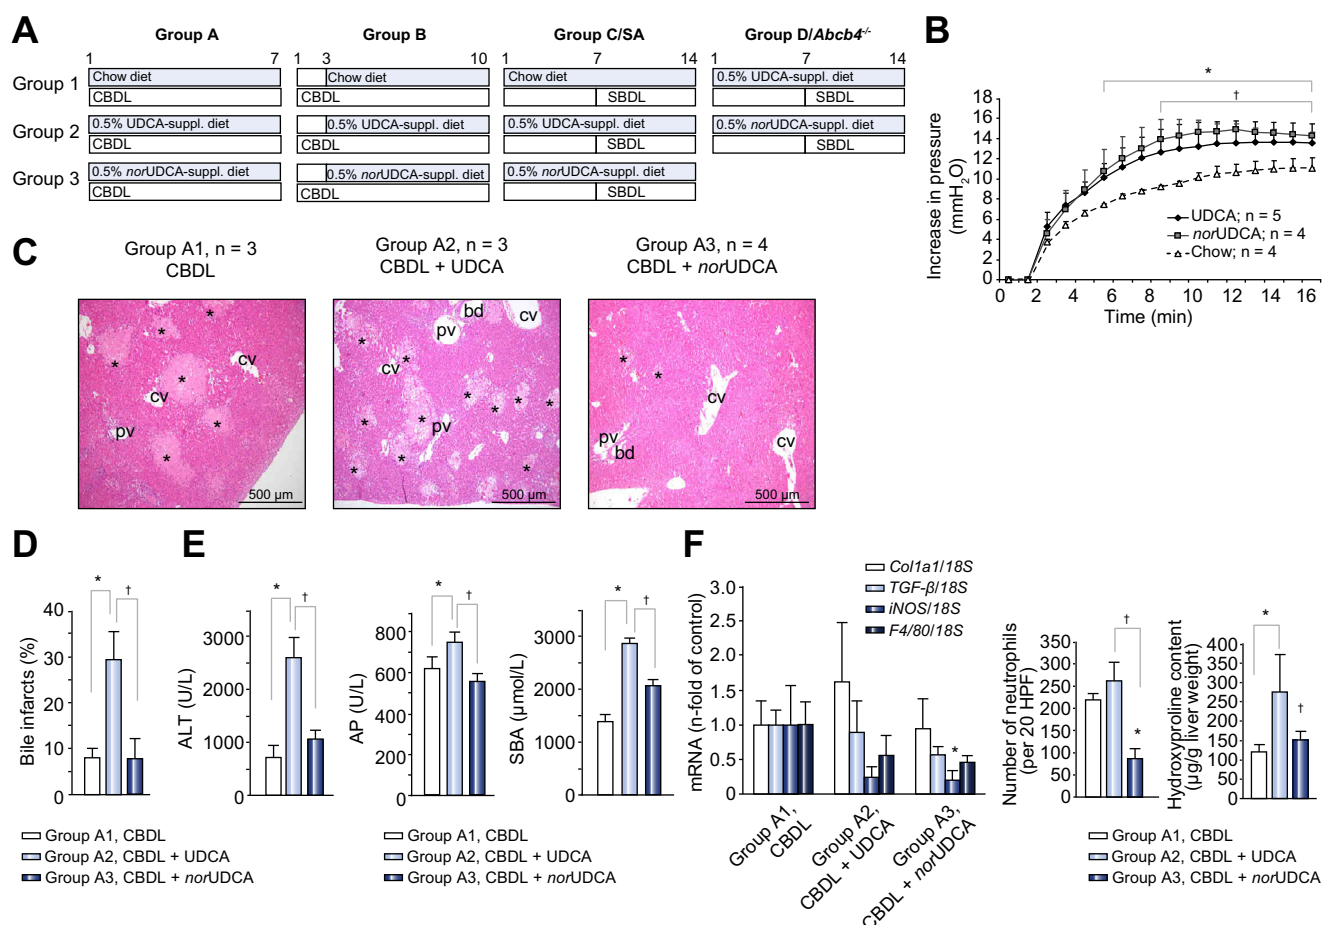 A
Group A
Group B
Group C/SA
Group D/Abcb4-/-
1 7
1 3 10
1 7 14
1 7 14
Group 1
Chow diet
CBDL
Chow diet
CBDL
Chow diet
SBDL
0.5% UDCA-suppl. diet
SBDL
Group 2
0.5% UDCA-suppl. diet
CBDL
0.5% UDCA-suppl. diet
CBDL
0.5% UDCA-suppl. diet
SBDL
0.5% norUDCA-suppl. diet
SBDL
Group 3
0.5% norUDCA-suppl. diet
CBDL
0.5% norUDCA-suppl. diet
CBDL
0.5% norUDCA-suppl. diet
SBDL
B
*
†
Increase in pressure
(mmH2O)
18
16
14
12
10
8
6
4
2
0
0 2 4 6 8 10 12 14 16
Time (min)
UDCA; n = 5
norUDCA; n = 4
Chow; n = 4
C
Group A1, n = 3
CBDL
* * * * * *
cv
cv
pv
500 µm
Group A2, n = 3
CBDL + UDCA
bd
cv
pv
cv
pv
* * * * * * * * * * *
500 µm
Group A3, n = 4
CBDL + norUDCA
* *
cv
pv
bd
cv
500 µm
D
Bile infarcts (%)
40
30
20
10
0
* †
E
ALT (U/L)
3000
2000
1000
0
* †
AP (U/L)
800
600
400
200
0
* †
SBA (µmol/L)
3000
2000
1000
0
* †
Group A1, CBDL
Group A2, CBDL + UDCA
Group A3, CBDL + norUDCA
Group A1, CBDL
Group A2, CBDL + UDCA
Group A3, CBDL + norUDCA
F
mRNA (n-fold of control)
3.0
2.5
2.0
1.5
1.0
0.5
0
Col1a1/18S
TGF-β/18S
iNOS/18S
F4/80/18S
*
Group A1,
CBDL
Group A2,
CBDL + UDCA
Group A3,
CBDL + norUDCA
Number of neutrophils
(per 20 HPF)
350
300
250
200
150
100
50
0
†
*
Hydroxyproline content
(µg/g liver weight)
400
350
300
250
200
150
100
50
0
*
†
Group A1, CBDL
Group A2, CBDL + UDCA
Group A3, CBDL + norUDCA